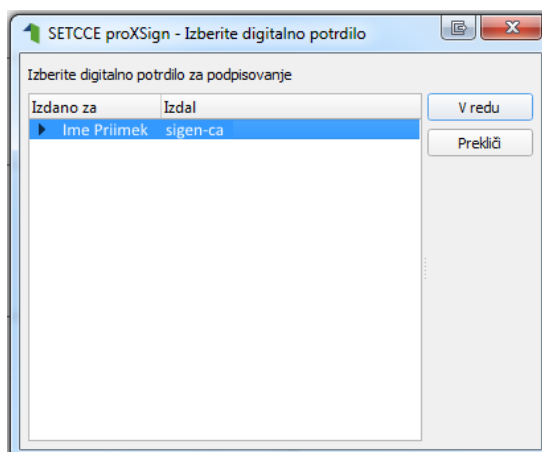 SETCCE proXSign - Izberite digitalno potrdilo
Izberite digitalno potrdilo za podpisovanje
Izdano za Izdal V redu
Ime Priimek sigen-ca
Prekliči